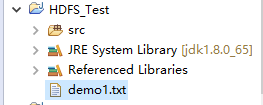 HDFS_Test
src
JRE System Library [jdk1.8.0_65]
Referenced Libraries
demo1.txt